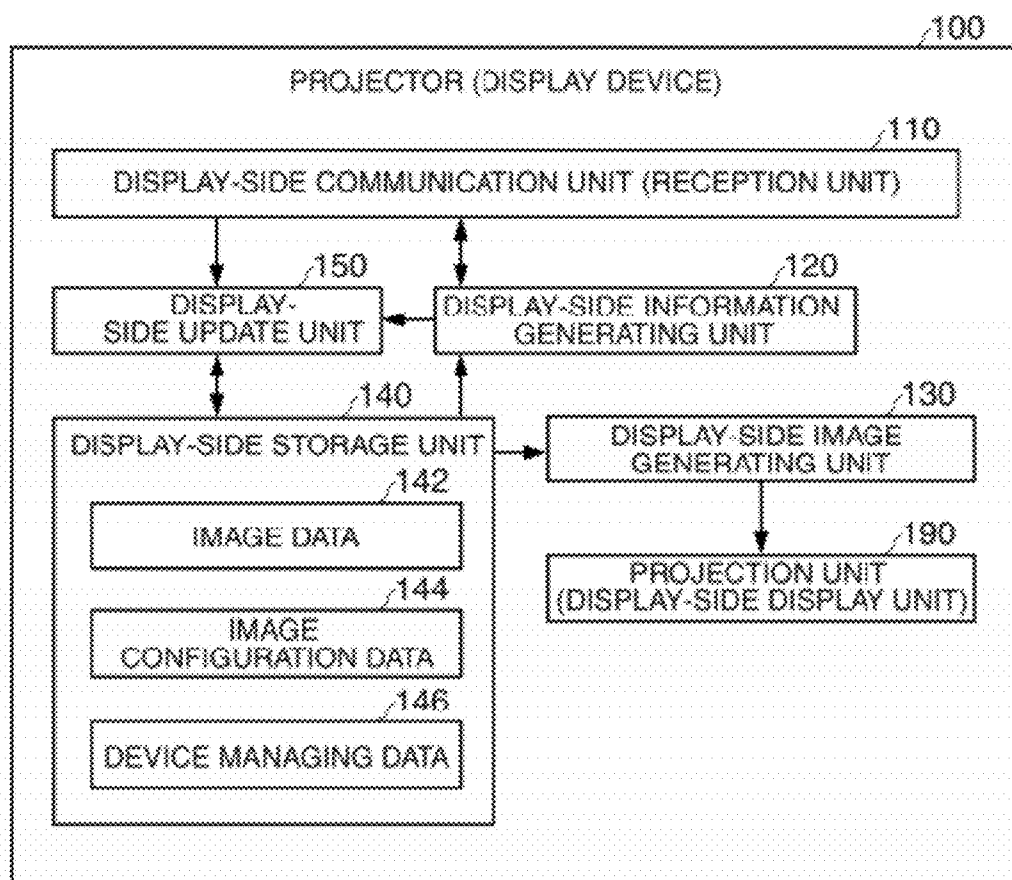 100
PROJECTOR (DISPLAY DEVICE)
110
DISPLAY-SIDE COMMUNICATION UNIT (RECEPTION UNIT)
150
DISPLAY-
SIDE UPDATE UNIT
120
DISPLAY-SIDE INFORMATION
GENERATING UNIT
140
DISPLAY-SIDE STORAGE UNIT
130
DISPLAY-SIDE IMAGE
GENERATING UNIT
142
IMAGE DATA
190
PROJECTION UNIT
(DISPLAY-SIDE DISPLAY UNIT)
144
IMAGE
CONFIGURATION DATA
146
DEVICE MANAGING DATA